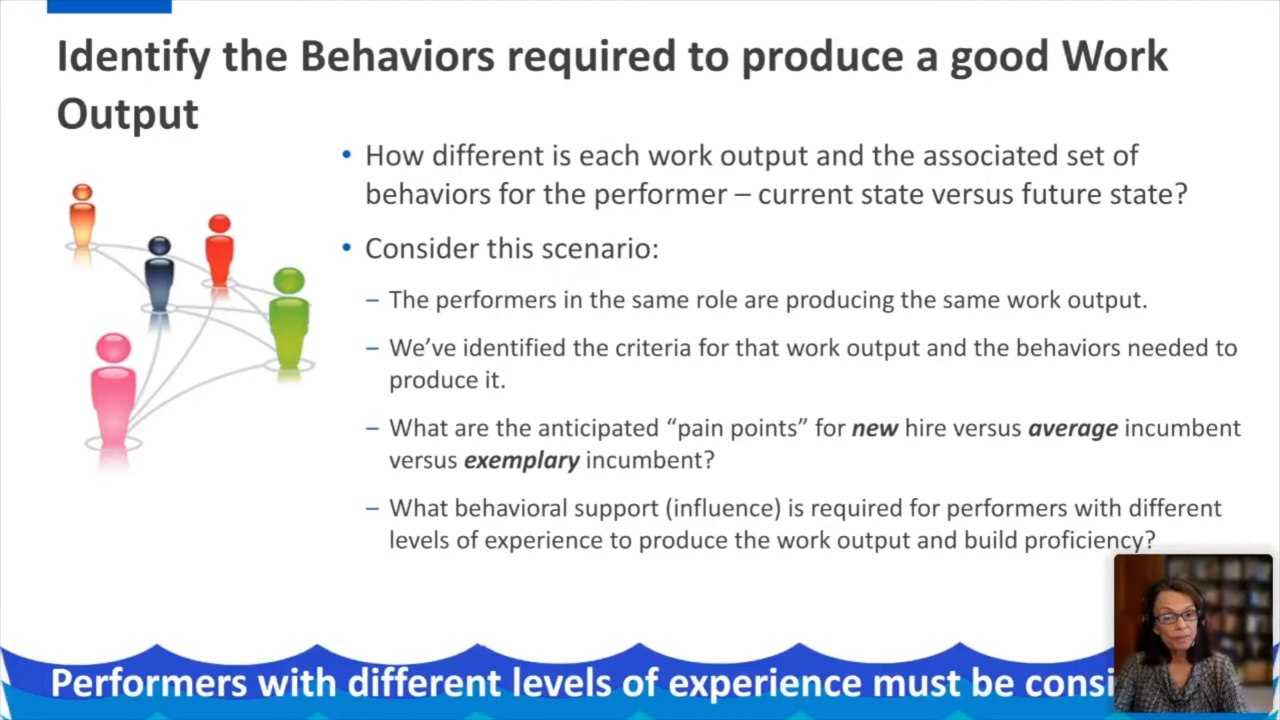 Identify the Behaviors required to produce a good Work
Output
• How different is each work output and the associated set of
behaviors for the performer – current state versus future state?
• Consider this scenario:
– The performers in the same role are producing the same work output.
– We’ve identified the criteria for that work output and the behaviors needed to
produce it.
– What are the anticipated “pain points” for new hire versus average incumbent
versus exemplary incumbent?
– What behavioral support (influence) is required for performers with different
levels of experience to produce the work output and build proficiency?
Performers with different levels of experience must be